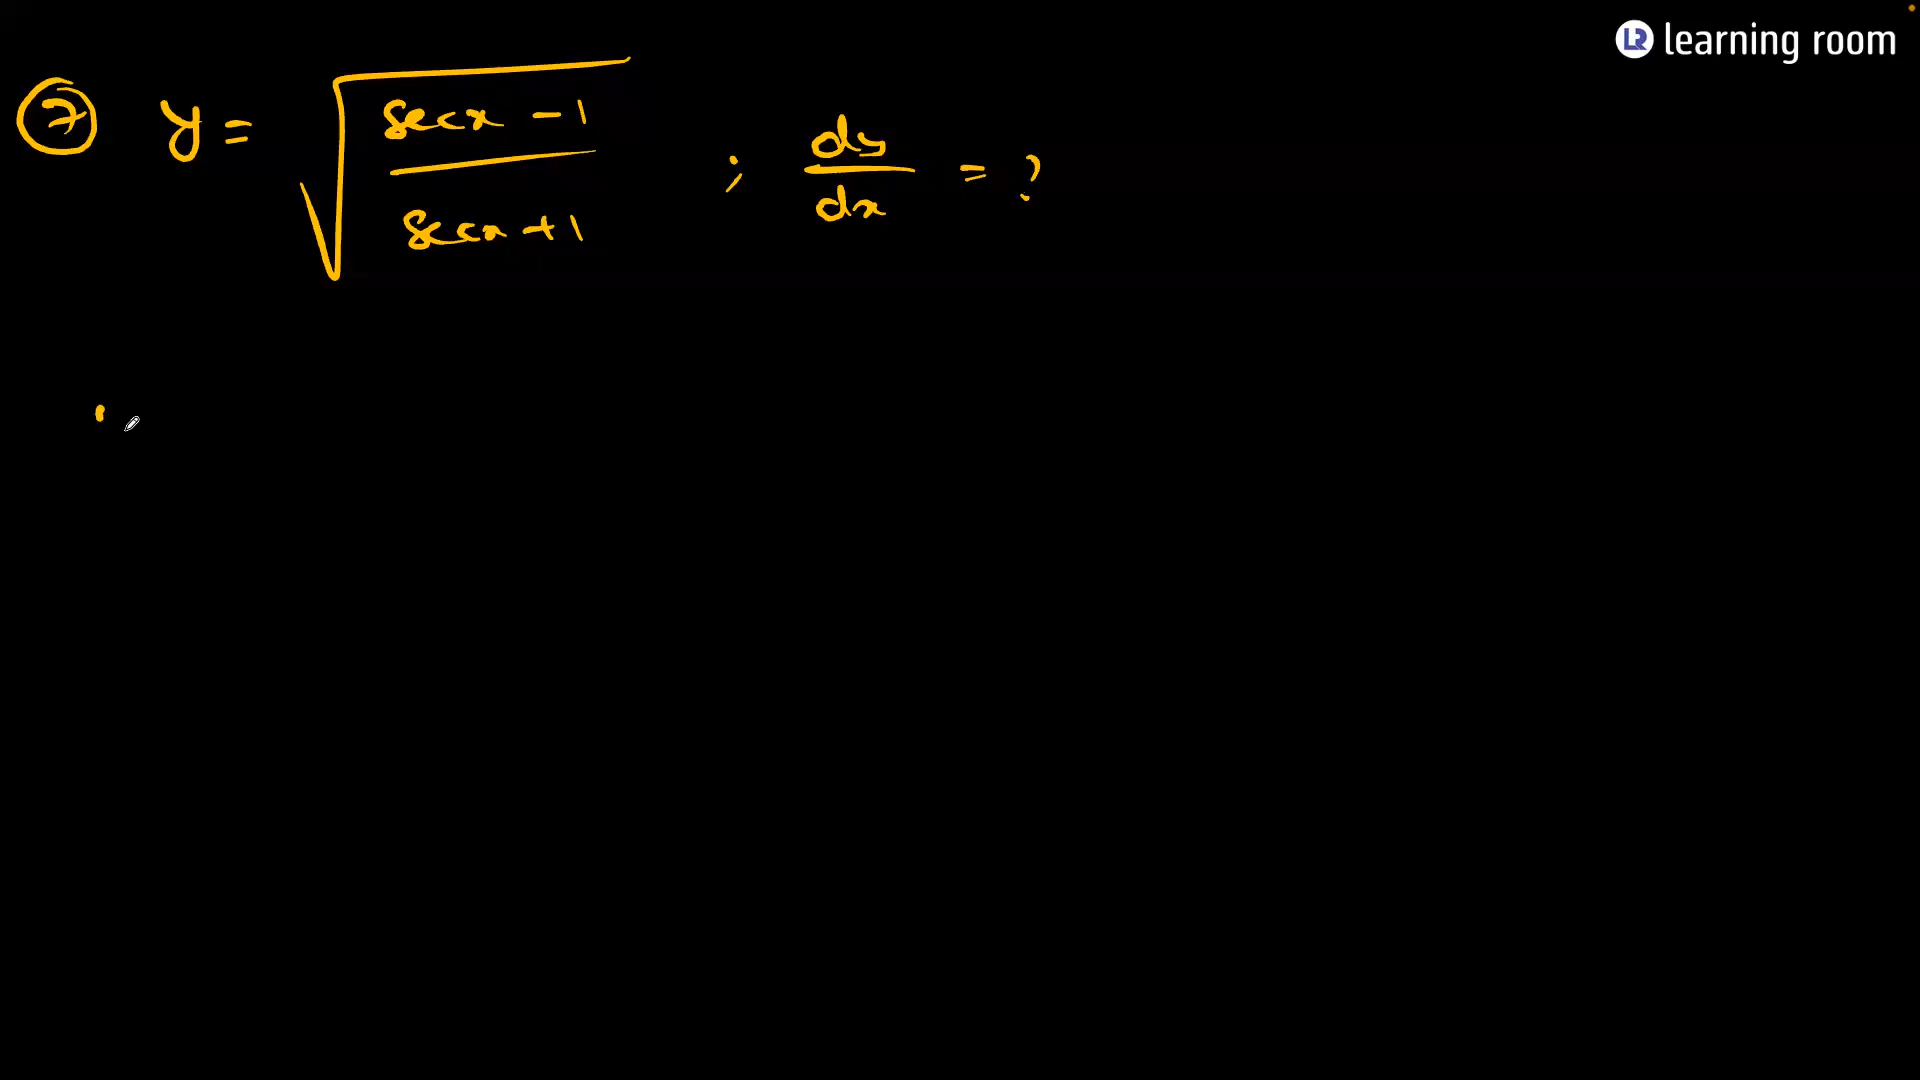 learning room
⑦ y = √((secx - 1)/(secx + 1)) ; dy/dx = ?